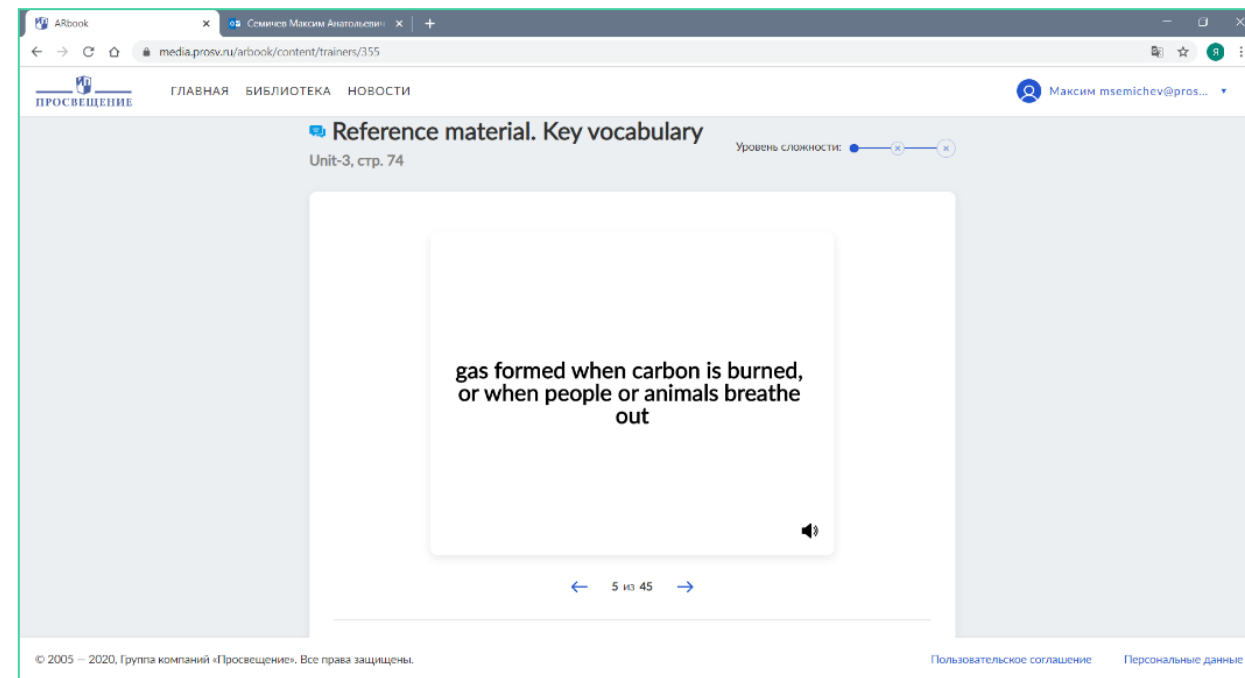 ARbook
Семичев Максим Анатольевич
media.prosv.ru/arbook/content/trainers/355
Я
ПРОСВЕЩЕНИЕ
ГЛАВНАЯ БИБЛИОТЕКА НОВОСТИ
Максим msemichev@pros...
Reference material. Key vocabulary
Unit-3, стр. 74
Уровень сложности:
gas formed when carbon is burned,
or when people or animals breathe
out
5 из 45
© 2005 — 2020, Группа компаний «Просвещение». Все права защищены.
Пользовательское соглашение Персональные данные